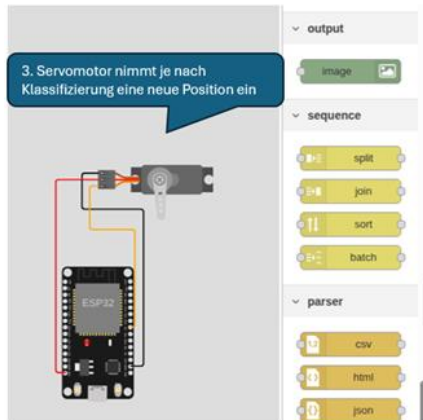 3. Servomotor nimmt je nach
Klassifizierung eine neue Position ein
ESP32
output
image
sequence
split
join
sort
batch
parser
csv
html
json